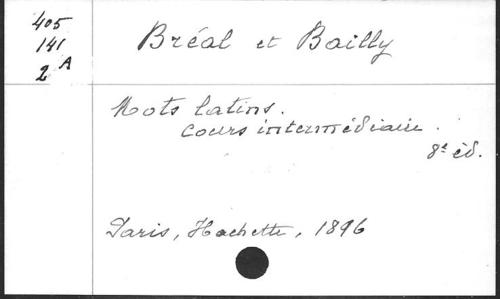 405
141
2 A
Bréal et Bailly
Mots latins.
Cours intermédiaire.
8e éd.
Paris, Hachette, 1896